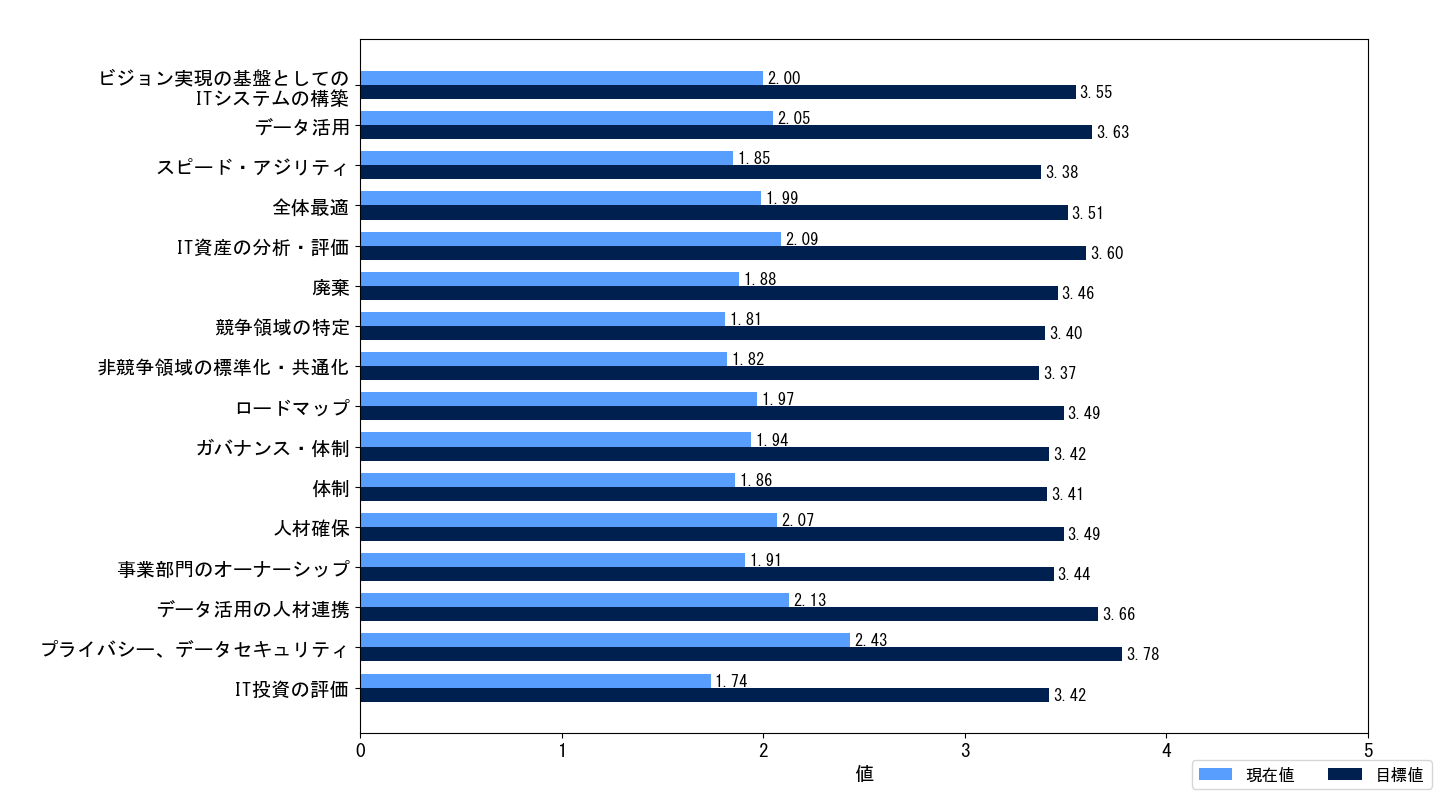 ビジョン実現の基盤としての
ITシステムの構築
2.00
3.55
データ活用
2.05
3.63
スピード・アジリティ
1.85
3.38
全体最適
1.99
3.51
IT資産の分析・評価
2.09
3.60
廃棄
1.88
3.46
競争領域の特定
1.81
3.40
非競争領域の標準化・共通化
1.82
3.37
ロードマップ
1.97
3.49
ガバナンス・体制
1.94
3.42
体制
1.86
3.41
人材確保
2.07
3.49
事業部門のオーナーシップ
1.91
3.44
データ活用の人材連携
2.13
3.66
プライバシー、データセキュリティ
2.43
3.78
IT投資の評価
1.74
3.42
0 1 2 3 4 5
値
現在値 目標値